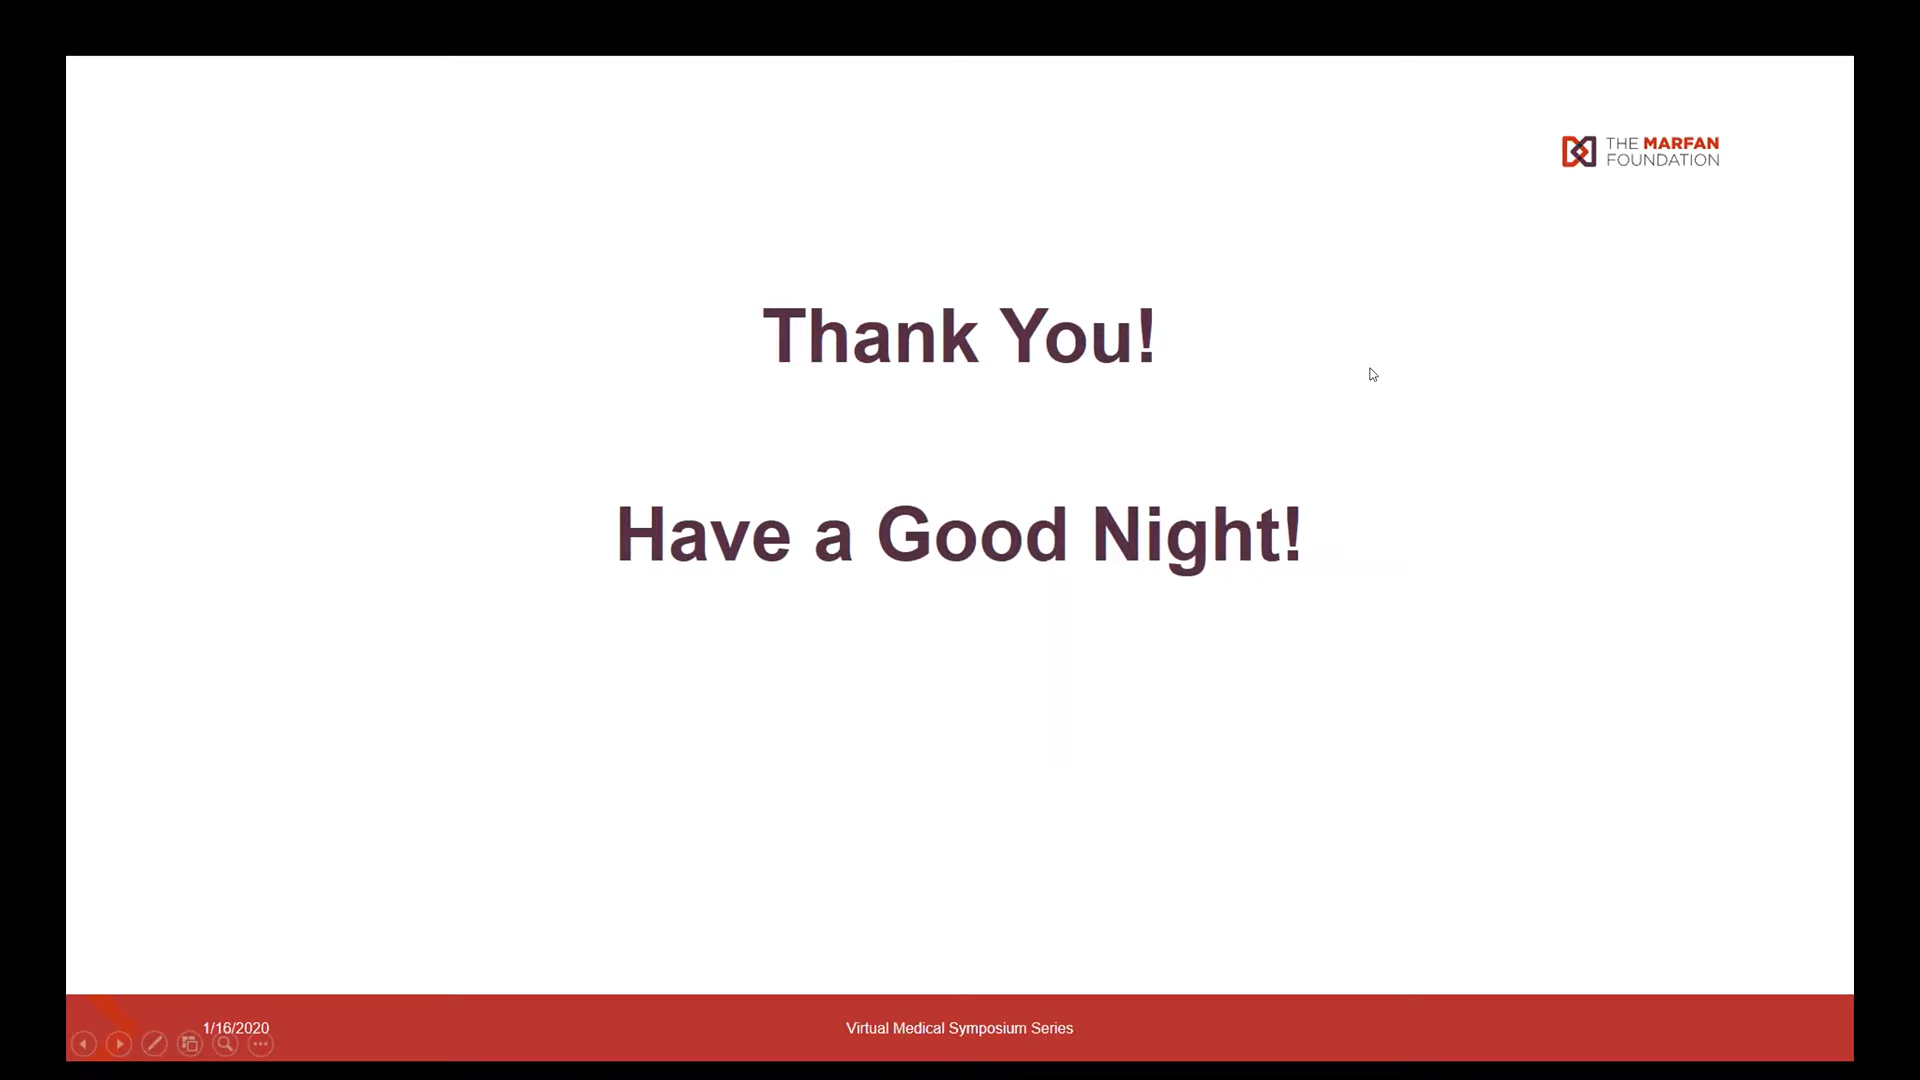 THE MARFAN
FOUNDATION
Thank You!
Have a Good Night!
1/16/2020
Virtual Medical Symposium Series